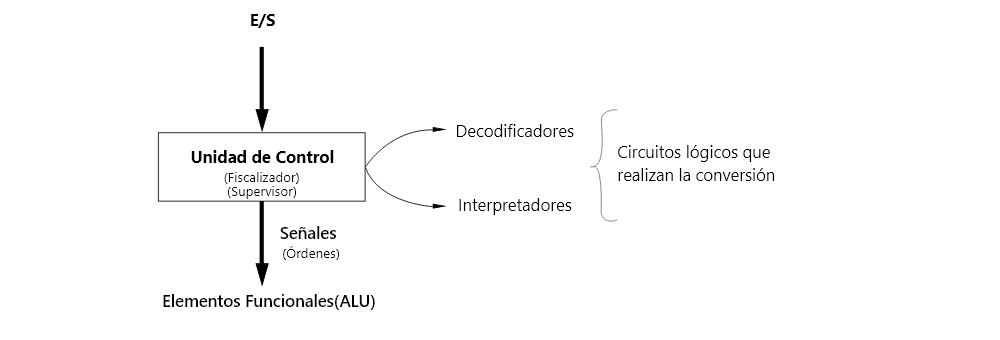 E/S
Unidad de Control
(Fiscalizador)
(Supervisor)
Decodificadores
Interpretadores
Circuitos lógicos que
realizan la conversión
Señales
(Órdenes)
Elementos Funcionales(ALU)